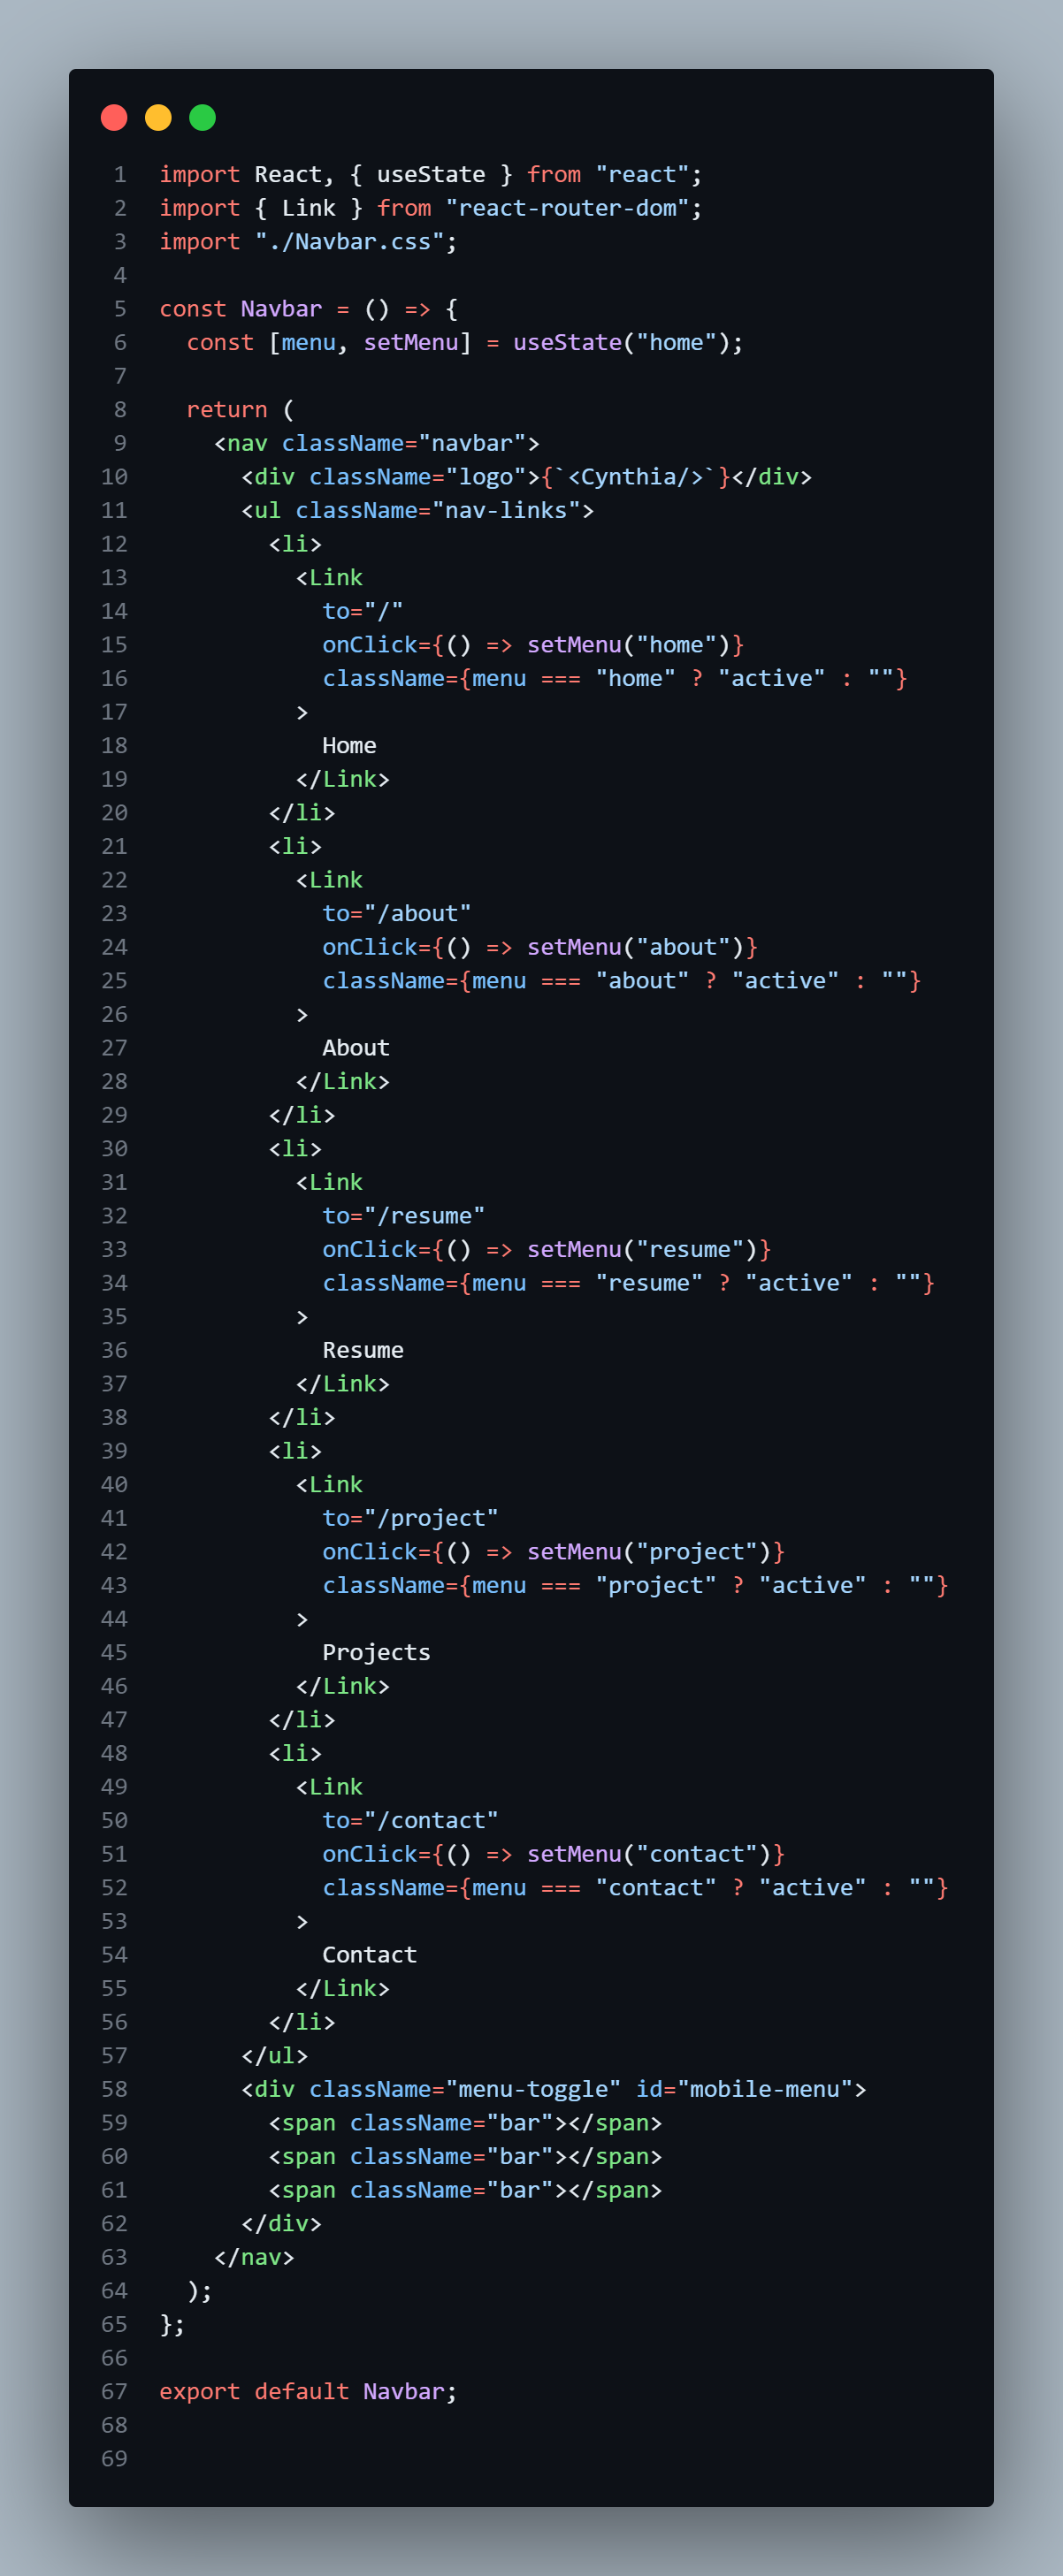 1 import React, { useState } from "react";
2 import { Link } from "react-router-dom";
3 import "./Navbar.css";
4
5 const Navbar = () => {
6   const [menu, setMenu] = useState("home");
7
8   return (
9     <nav className="navbar">
10       <div className="logo">{`<Cynthia/>`}</div>
11       <ul className="nav-links">
12         <li>
13           <Link
14             to="/"
15             onClick={() => setMenu("home")}
16             className={menu === "home" ? "active" : ""}
17           >
18             Home
19           </Link>
20         </li>
21         <li>
22           <Link
23             to="/about"
24             onClick={() => setMenu("about")}
25             className={menu === "about" ? "active" : ""}
26           >
27             About
28           </Link>
29         </li>
30         <li>
31           <Link
32             to="/resume"
33             onClick={() => setMenu("resume")}
34             className={menu === "resume" ? "active" : ""}
35           >
36             Resume
37           </Link>
38         </li>
39         <li>
40           <Link
41             to="/project"
42             onClick={() => setMenu("project")}
43             className={menu === "project" ? "active" : ""}
44           >
45             Projects
46           </Link>
47         </li>
48         <li>
49           <Link
50             to="/contact"
51             onClick={() => setMenu("contact")}
52             className={menu === "contact" ? "active" : ""}
53           >
54             Contact
55           </Link>
56         </li>
57       </ul>
58       <div className="menu-toggle" id="mobile-menu">
59         <span className="bar"></span>
60         <span className="bar"></span>
61         <span className="bar"></span>
62       </div>
63     </nav>
64   );
65 };
66
67 export default Navbar;
68
69